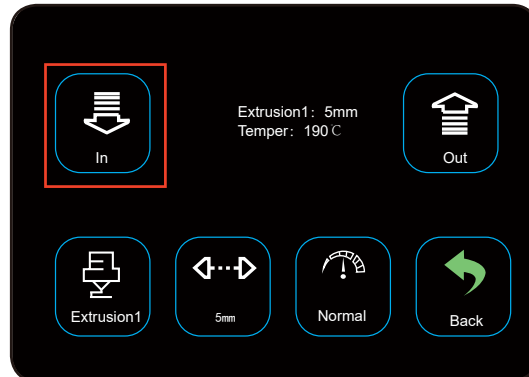 Extrusion1: 5mm
Temper: 190℃
In
Out
Extrusion1
5mm
Normal
Back